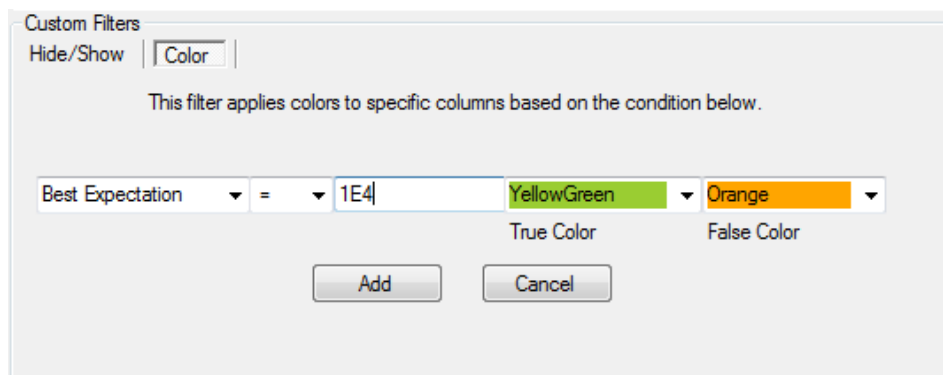 Custom Filters
Hide/Show Color
This filter applies colors to specific columns based on the condition below.
Best Expectation = 1E4 YellowGreen Orange
True Color False Color
Add Cancel